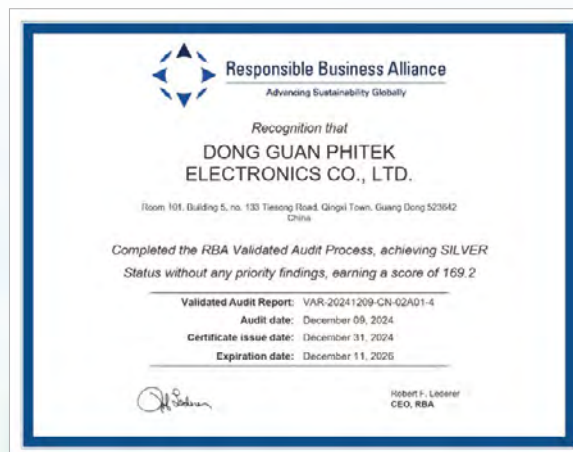 Responsible Business Alliance
Advancing Sustainability Globally
Recognition that
DONG GUAN PHITEK
ELECTRONICS CO., LTD.
Room 101, Building 5, no. 133 Tiesong Road, Qingxi Town, Guang Dong 523642
China
Completed the RBA Validated Audit Process, achieving SILVER
Status without any priority findings, earning a score of 169.2
Validated Audit Report: VAR-20241209-CN-02A01-4
Audit date: December 09, 2024
Certificate issue date: December 31, 2024
Expiration date: December 11, 2026
Robert F. Lederer
CEO, RBA